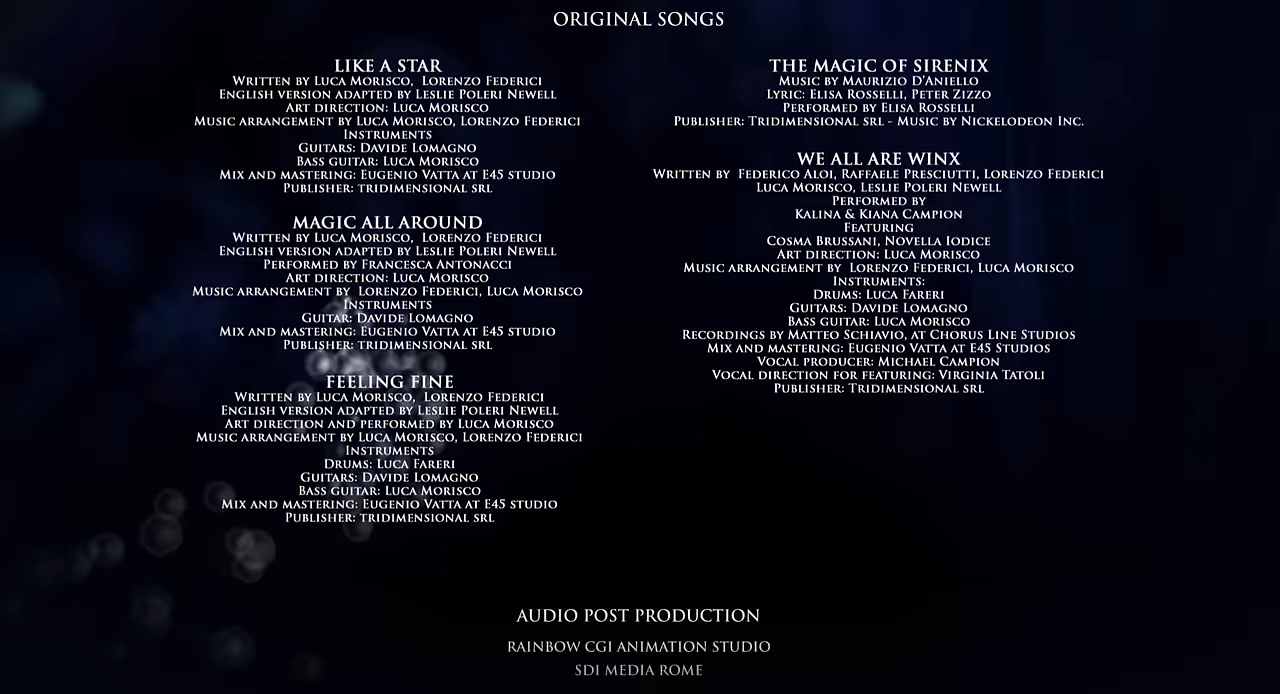 ORIGINAL SONGS
LIKE A STAR
WRITTEN BY LUCA MORISCO, LORENZO FEDERICI
ENGLISH VERSION ADAPTED BY LESLIE POLERI NEWELL
ART DIRECTION: LUCA MORISCO
MUSIC ARRANGEMENT BY LUCA MORISCO, LORENZO FEDERICI
INSTRUMENTS
GUITARS: DAVIDE LOMAGNO
BASS GUITAR: LUCA MORISCO
MIX AND MASTERING: EUGENIO VATTA AT E45 STUDIO
PUBLISHER: TRIDIMENSIONAL SRL
MAGIC ALL AROUND
WRITTEN BY LUCA MORISCO, LORENZO FEDERICI
ENGLISH VERSION ADAPTED BY LESLIE POLERI NEWELL
PERFORMED BY FRANCESCA ANTONACCI
ART DIRECTION: LUCA MORISCO
MUSIC ARRANGEMENT BY LORENZO FEDERICI, LUCA MORISCO
INSTRUMENTS
GUITAR: DAVIDE LOMAGNO
MIX AND MASTERING: EUGENIO VATTA AT E45 STUDIO
PUBLISHER: TRIDIMENSIONAL SRL
FEELING FINE
WRITTEN BY LUCA MORISCO, LORENZO FEDERICI
ENGLISH VERSION ADAPTED BY LESLIE POLERI NEWELL
ART DIRECTION AND PERFORMED BY LUCA MORISCO
MUSIC ARRANGEMENT BY LUCA MORISCO, LORENZO FEDERICI
INSTRUMENTS
DRUMS: LUCA FARERI
GUITARS: DAVIDE LOMAGNO
BASS GUITAR: LUCA MORISCO
MIX AND MASTERING: EUGENIO VATTA AT E45 STUDIO
PUBLISHER: TRIDIMENSIONAL SRL
THE MAGIC OF SIRENIX
MUSIC BY MAURIZIO D'ANIELLO
LYRIC: ELISA ROSSELLI, PETER ZIZZO
PERFORMED BY ELISA ROSSELLI
PUBLISHER: TRIDIMENSIONAL SRL - MUSIC BY NICKELODEON INC.
WE ALL ARE WINX
WRITTEN BY FEDERICO ALOI, RAFFAELE PRESCIUTTI, LORENZO FEDERICI
LUCA MORISCO, LESLIE POLERI NEWELL
PERFORMED BY
KALINA & KIANA CAMPION
FEATURING
COSMA BRUSSANI, NOVELLA IODICE
ART DIRECTION: LUCA MORISCO
MUSIC ARRANGEMENT BY LORENZO FEDERICI, LUCA MORISCO
INSTRUMENTS:
DRUMS: LUCA FARERI
GUITARS: DAVIDE LOMAGNO
BASS GUITAR: LUCA MORISCO
RECORDINGS BY MATTEO SCHIAVIO, AT CHORUS LINE STUDIOS
MIX AND MASTERING: EUGENIO VATTA AT E45 STUDIOS
VOCAL PRODUCER: MICHAEL CAMPION
VOCAL DIRECTION FOR FEATURING: VIRGINIA TATOLI
PUBLISHER: TRIDIMENSIONAL SRL
AUDIO POST PRODUCTION
RAINBOW CGI ANIMATION STUDIO
SDI MEDIA ROME